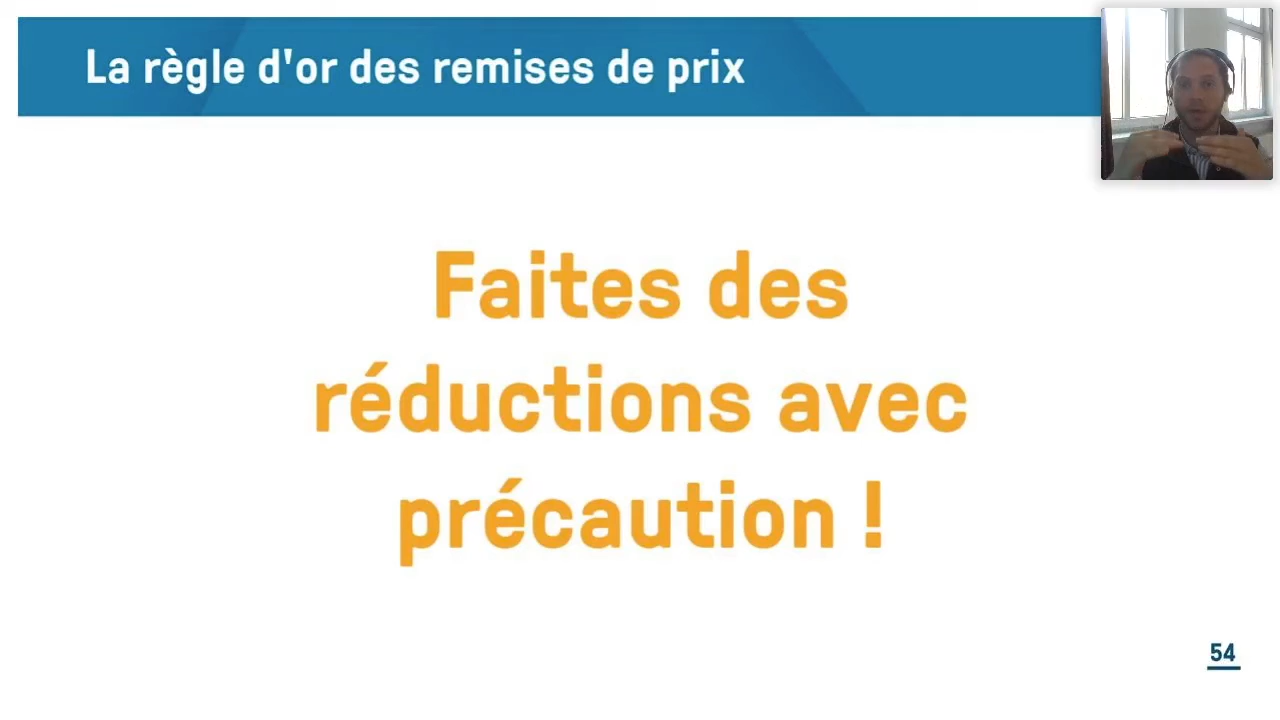 La règle d'or des remises de prix
Faites des
réductions avec
précaution !
54